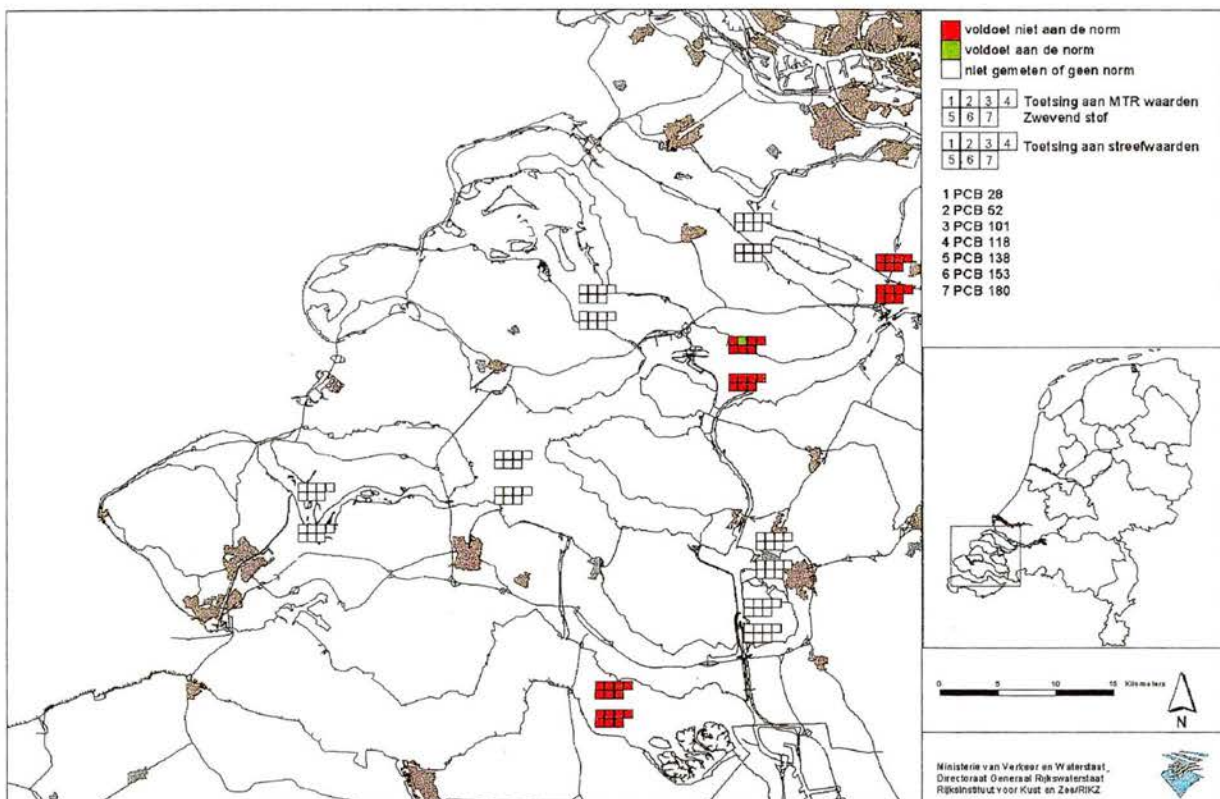 voldoet niet aan de norm
voldoet aan de norm
niet gemeten of geen norm
1 2 3 4 Toetsing aan MTR waarden
5 6 7 Zwevend stof
1 2 3 4 Toetsing aan streefwaarden
5 6 7
1 PCB 28
2 PCB 52
3 PCB 101
4 PCB 118
5 PCB 138
6 PCB 153
7 PCB 180
0 5 10 15 Kilometers
N
Ministerie van Verkeer en Waterstaat
Directoraat Generaal Rijkswaterstaat
Rijksinstituut voor Kust en Zee/RIKZ